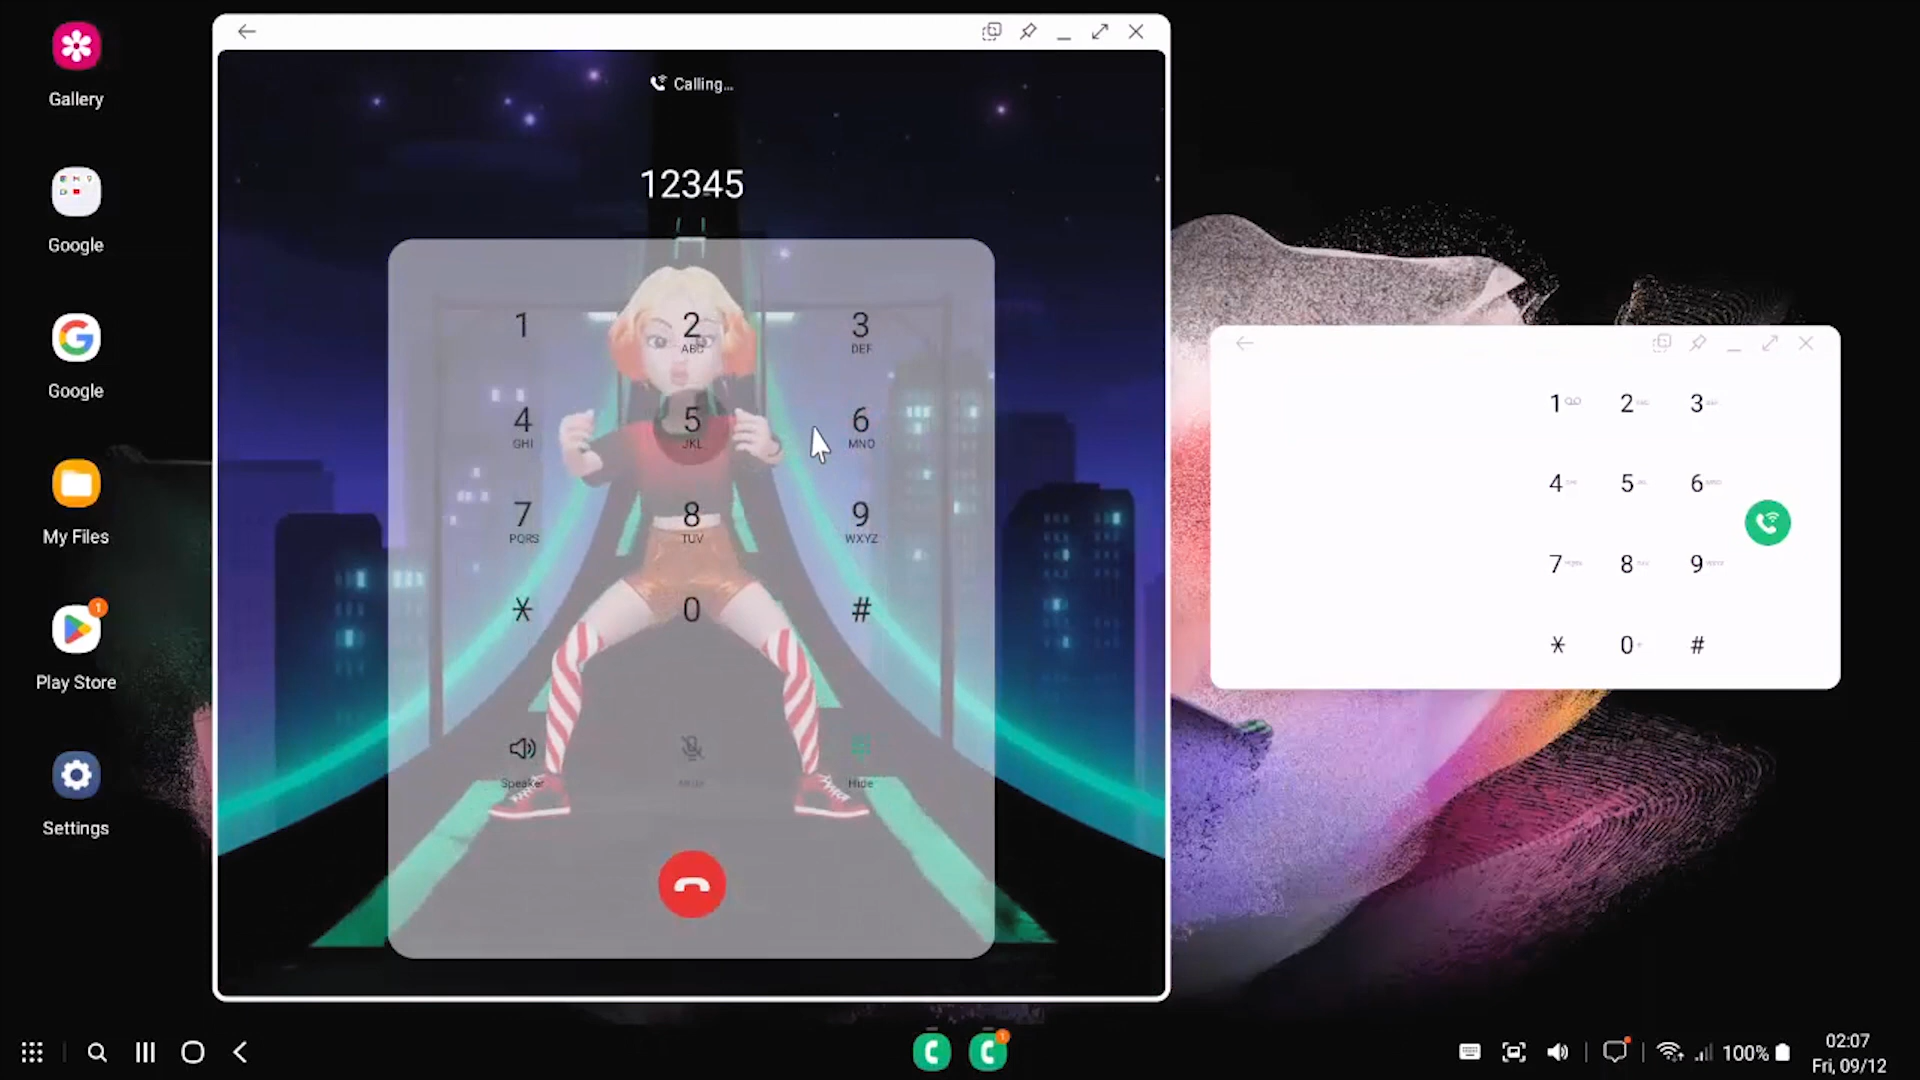 Gallery
Google
Google
My Files
1
Play Store
Settings
Calling...
12345
1
2
ABC
3
DEF
4
GHI
5
JKL
6
MNO
7
PQRS
8
TUV
9
WXYZ
*
0
#
Speaker
Hide
1
2
3
4
5
6
7
8
9
*
0
#
1
100%
02:07
Fri, 09/12